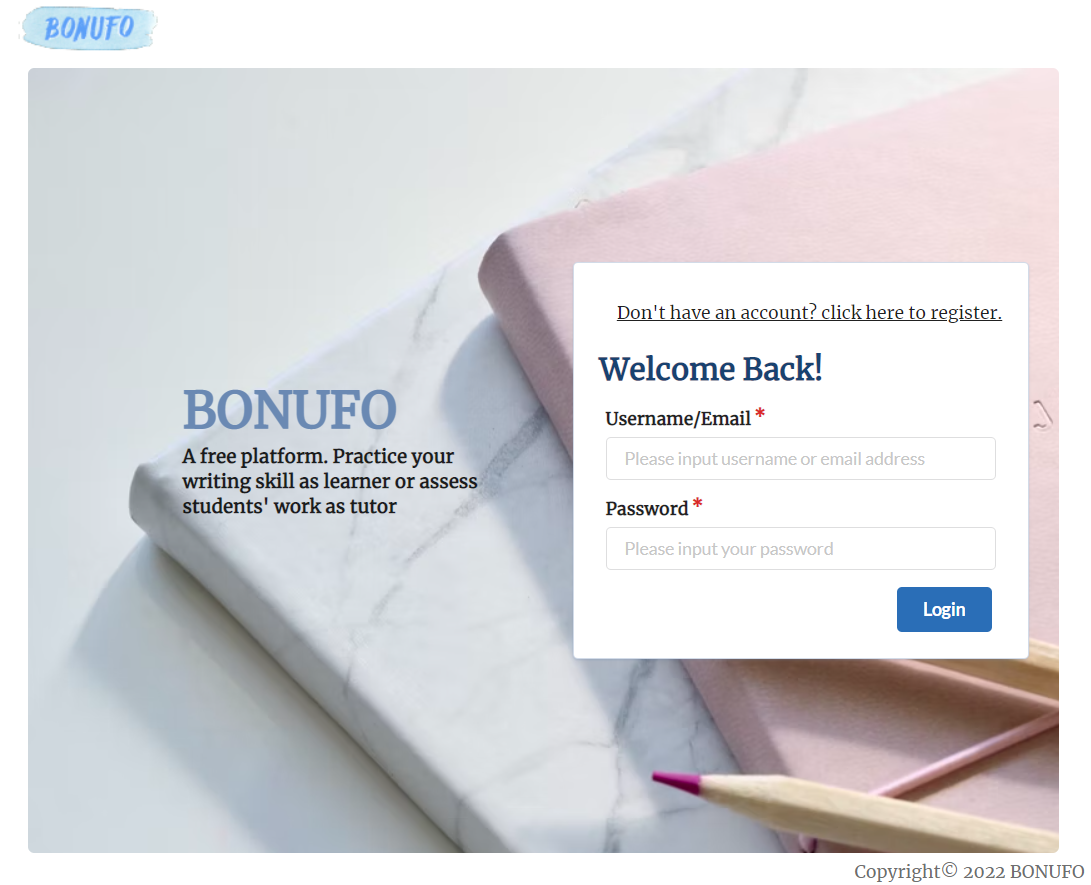 BONUFO
Don't have an account? click here to register.
Welcome Back!
BONUFO
A free platform. Practice your
writing skill as learner or assess
students' work as tutor
Username/Email *
Please input username or email address
Password *
Please input your password
Login
Copyright© 2022 BONUFO